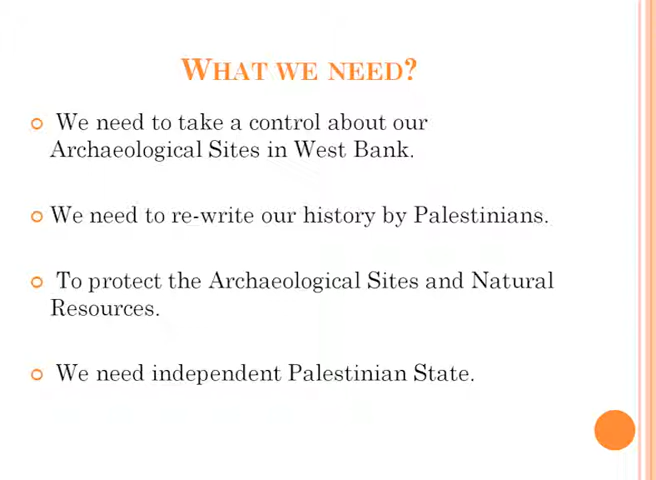 WHAT WE NEED?
We need to take a control about our
Archaeological Sites in West Bank.
We need to re-write our history by Palestinians.
To protect the Archaeological Sites and Natural
Resources.
We need independent Palestinian State.